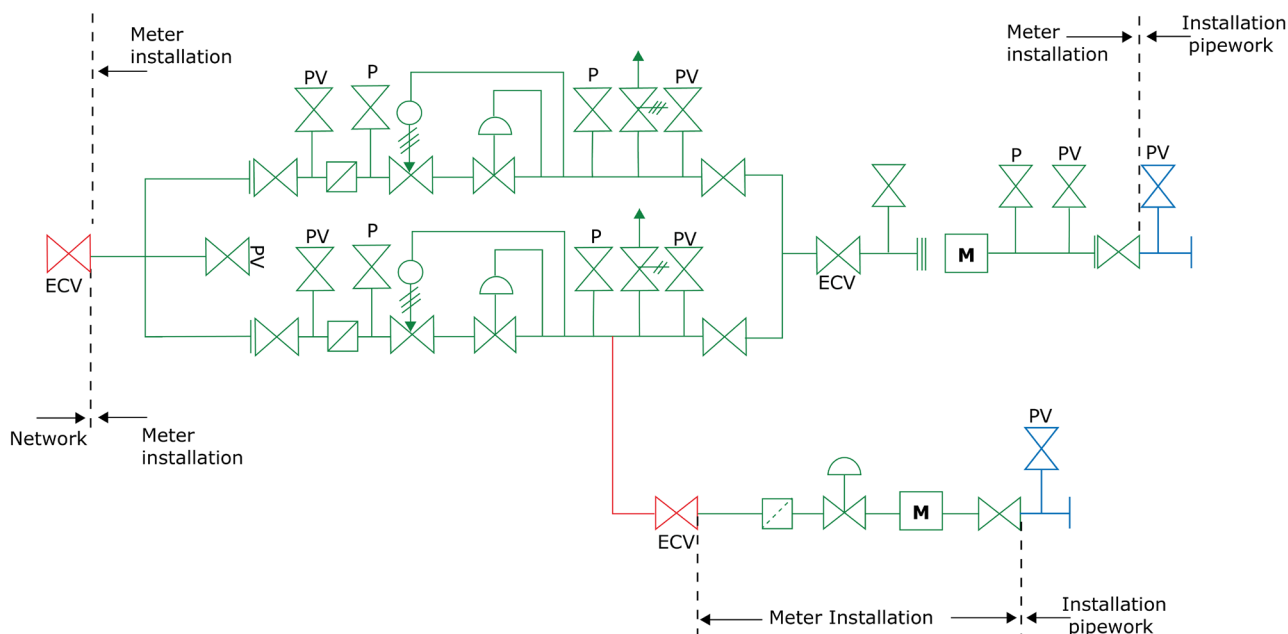 Meter
installation
Meter
installation
Installation
pipework
PV
P
P
PV
P
PV
PV
ECV
PV
PV
P
P
PV
ECV
M
Network
Meter
installation
PV
M
ECV
Meter Installation
Installation
pipework